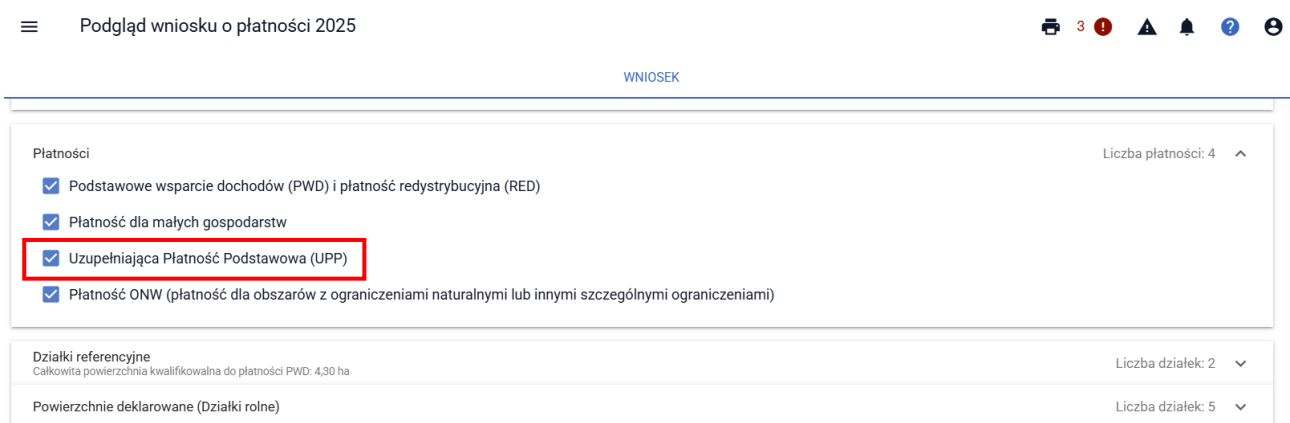 Podgląd wniosku o płatności 2025
3
WNIOSEK
Płatności
Liczba płatności: 4
Podstawowe wsparcie dochodów (PWD) i płatność redystrybucyjna (RED)
Płatność dla małych gospodarstw
Uzupełniająca Płatność Podstawowa (UPP)
Płatność ONW (płatność dla obszarów z ograniczeniami naturalnymi lub innymi szczególnymi ograniczeniami)
Działki referencyjne
Liczba działek: 2
Całkowita powierzchnia kwalifikowalna do płatności PWD: 4,30 ha
Powierzchnie deklarowane (Działki rolne)
Liczba działek: 5